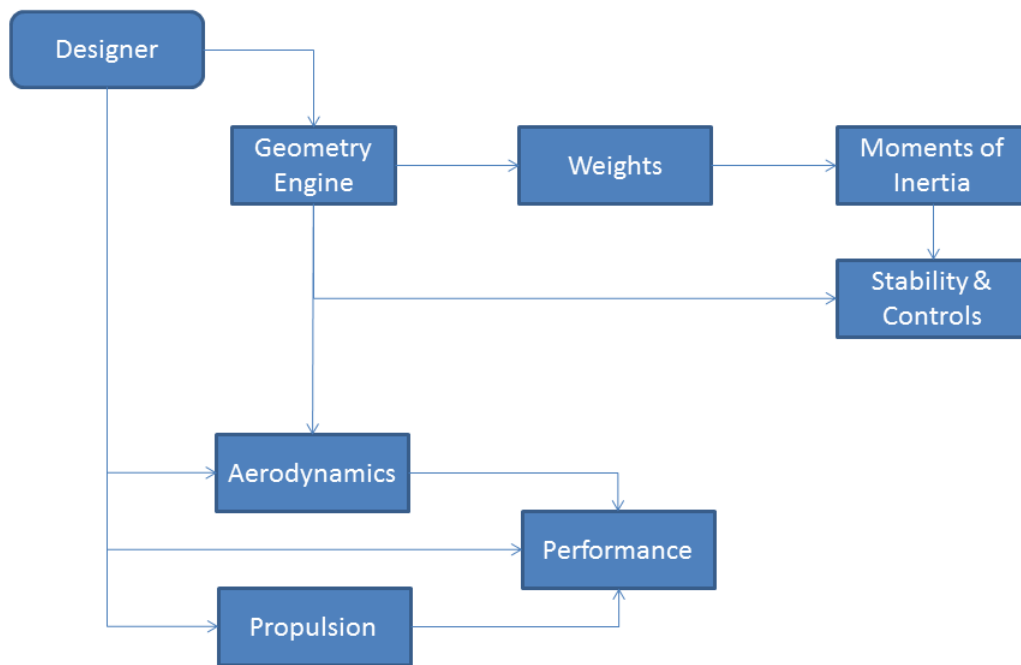 Designer
Geometry
Engine
Weights
Moments of
Inertia
Stability &
Controls
Aerodynamics
Performance
Propulsion